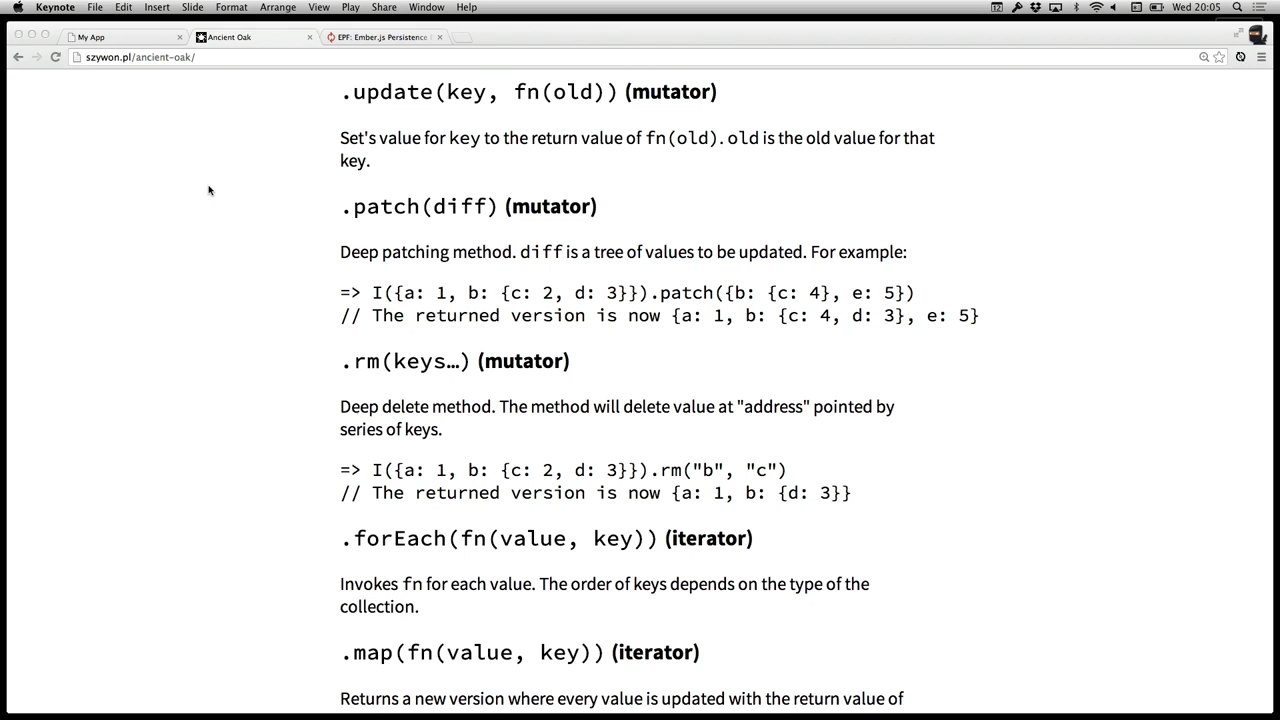 Keynote File Edit Insert Slide Format Arrange View Play Share Window Help Wed 20:05
My App Ancient Oak EPF: Ember.js Persistence
szywon.pl/ancient-oak/
.update(key, fn(old)) (mutator)
Set's value for key to the return value of fn(old). old is the old value for that
key.
.patch(diff) (mutator)
Deep patching method. diff is a tree of values to be updated. For example:
=> I({a: 1, b: {c: 2, d: 3}}).patch({b: {c: 4}, e: 5})
// The returned version is now {a: 1, b: {c: 4, d: 3}, e: 5}
.rm(keys…) (mutator)
Deep delete method. The method will delete value at "address" pointed by
series of keys.
=> I({a: 1, b: {c: 2, d: 3}}).rm("b", "c")
// The returned version is now {a: 1, b: {d: 3}}
.forEach(fn(value, key)) (iterator)
Invokes fn for each value. The order of keys depends on the type of the
collection.
.map(fn(value, key)) (iterator)
Returns a new version where every value is updated with the return value of